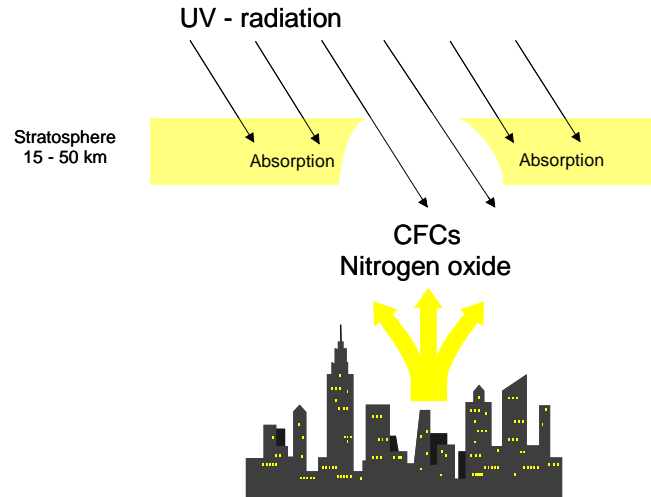 UV - radiation
Stratosphere
15 - 50 km
Absorption
Absorption
CFCs
Nitrogen oxide